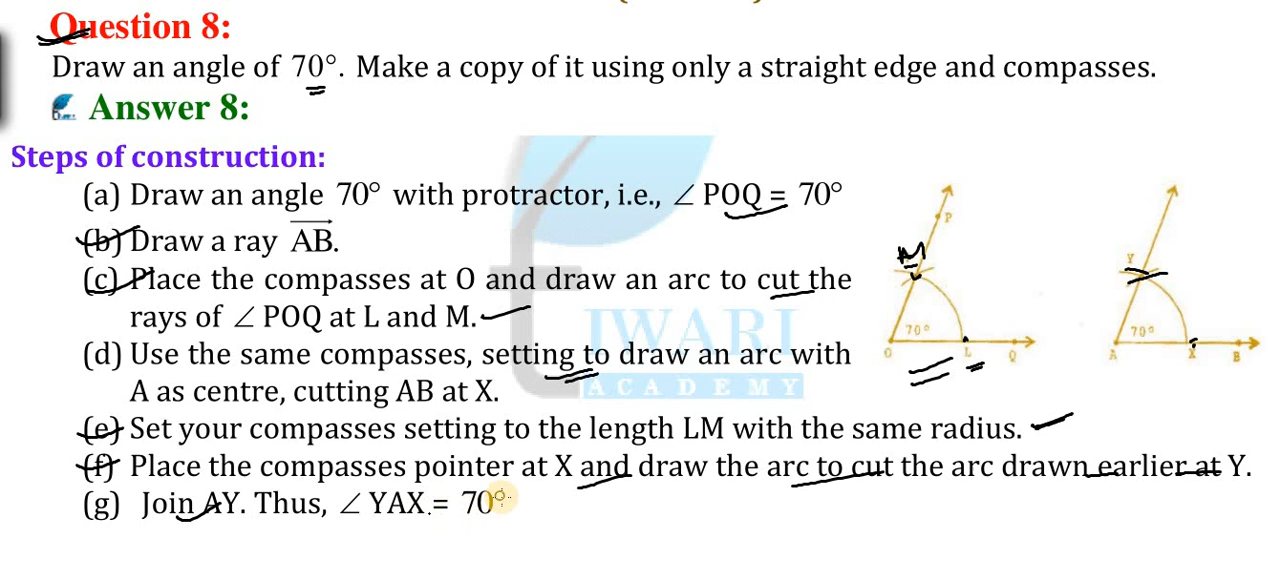 Question 8:
Draw an angle of 70°. Make a copy of it using only a straight edge and compasses.
Answer 8:
Steps of construction:
(a) Draw an angle 70° with protractor, i.e., ∠ POQ = 70°
(b) Draw a ray AB.
(c) Place the compasses at O and draw an arc to cut the
rays of ∠ POQ at L and M.
(d) Use the same compasses, setting to draw an arc with
A as centre, cutting AB at X.
(e) Set your compasses setting to the length LM with the same radius.
(f) Place the compasses pointer at X and draw the arc to cut the arc drawn earlier at Y.
(g) Join AY. Thus, ∠ YAX = 70°
P
M
70°
O L Q
Y
70°
A X B
TIWARI
ACADEMY